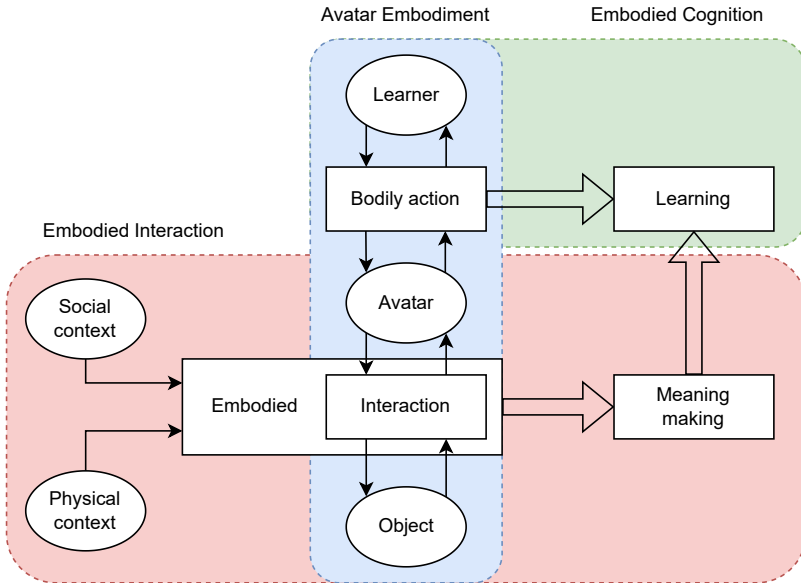 Avatar Embodiment
Embodied Cognition
Learner
Bodily action
Learning
Embodied Interaction
Avatar
Social
context
Embodied
Interaction
Meaning
making
Physical
context
Object